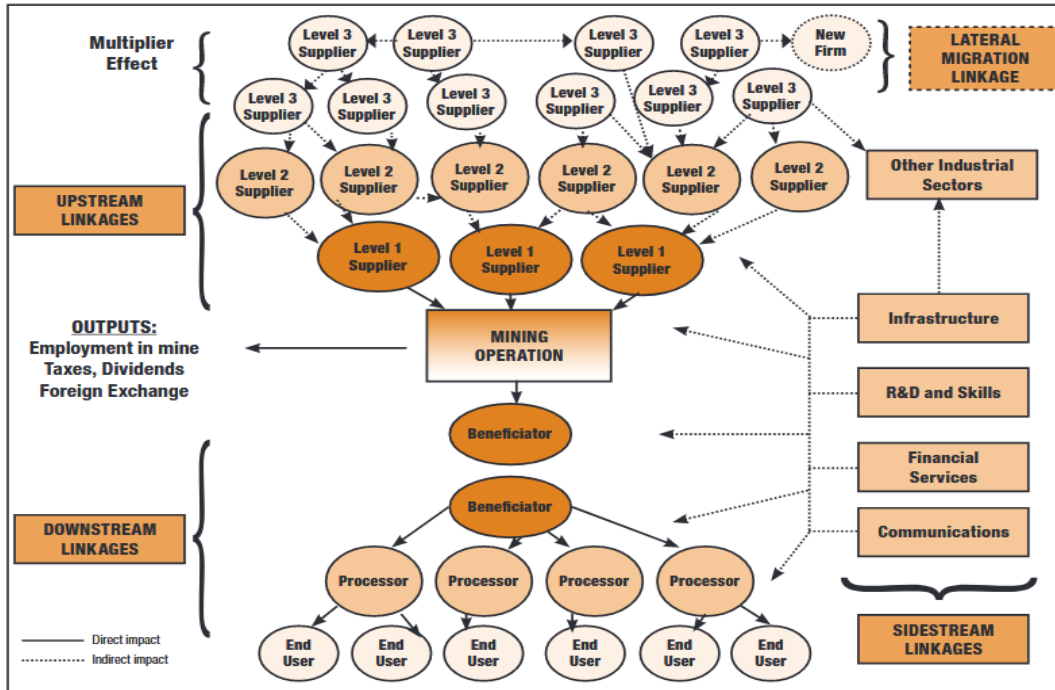 Multiplier
Effect
Level 3
Supplier
Level 3
Supplier
Level 3
Supplier
Level 3
Supplier
New
Firm
LATERAL
MIGRATION
LINKAGE
Level 3
Supplier
Level 3
Supplier
Level 3
Supplier
Level 3
Supplier
Level 3
Supplier
Level 3
Supplier
UPSTREAM
LINKAGES
Level 2
Supplier
Level 2
Supplier
Level 2
Supplier
Level 2
Supplier
Level 2
Supplier
Level 2
Supplier
Other Industrial
Sectors
Level 1
Supplier
Level 1
Supplier
Level 1
Supplier
OUTPUTS:
Employment in mine
Taxes, Dividends
Foreign Exchange
MINING
OPERATION
Infrastructure
R&D and Skills
Beneficiator
Financial
Services
DOWNSTREAM
LINKAGES
Beneficiator
Communications
Processor
Processor
Processor
Processor
End
User
End
User
End
User
End
User
End
User
End
User
SIDESTREAM
LINKAGES
Direct impact
Indirect impact